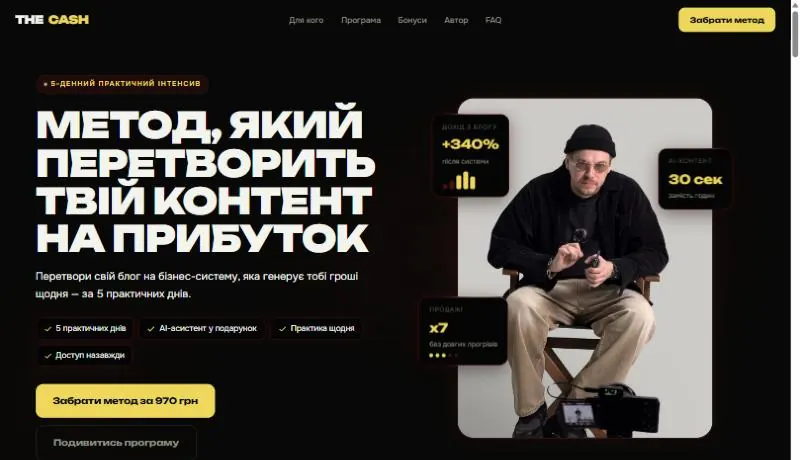 THE CASH
Для кого
Програма
Бонуси
Автор
FAQ
Забрати метод
5-ДЕННИЙ ПРАКТИЧНИЙ ІНТЕНСИВ
МЕТОД, ЯКИЙ
ПЕРЕТВОРИТЬ
ТВІЙ КОНТЕНТ
НА ПРИБУТОК
Перетвори свій блог на бізнес-систему, яка генерує тобі гроші
щодня — за 5 практичних днів.
✓ 5 практичних днів
✓ AI-асистент у подарунок
✓ Практика щодня
✓ Доступ назавжди
Забрати метод за 970 грн
Подивитись програму
ДОХІД З БЛОГУ
+340%
після системи
AI-КОНТЕНТ
30 сек
замість годин
ПРОДАЖІ
x7
без довгих прогрівів